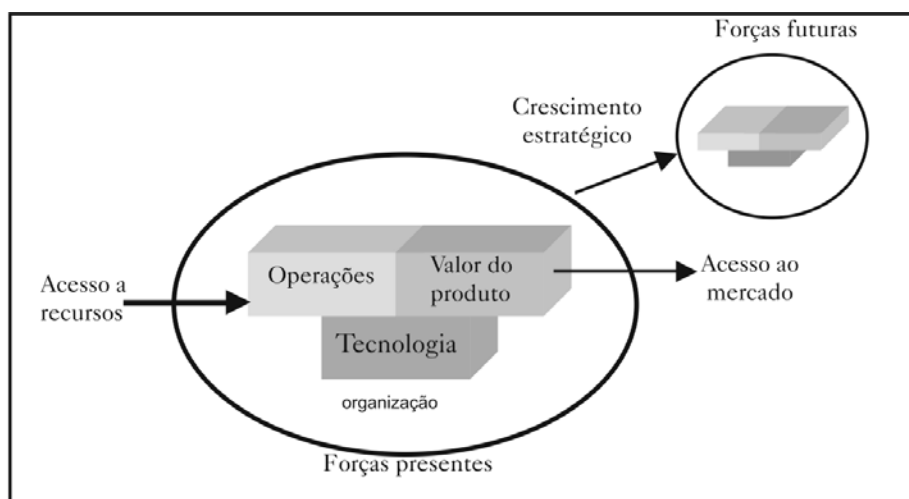 Forças futuras
Crescimento
estratégico
Acesso a
recursos
Operações
Valor do
produto
Acesso ao
mercado
Tecnologia
organização
Forças presentes